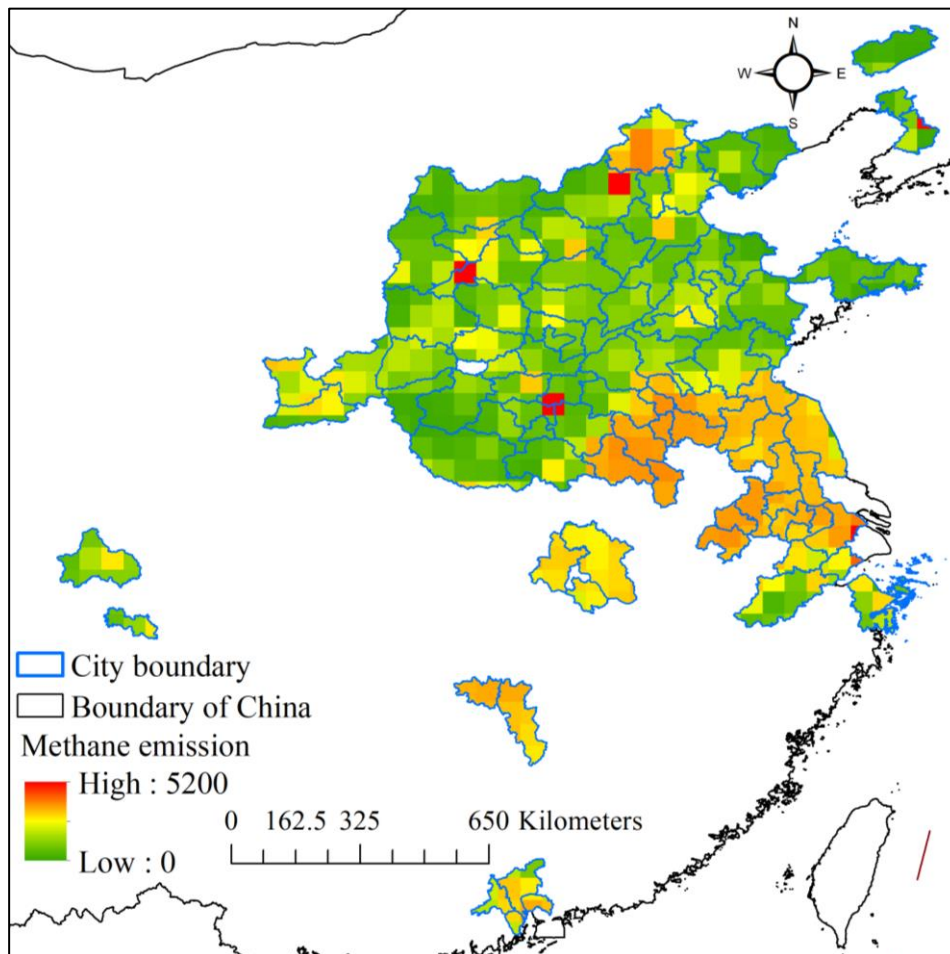 N
W E
S
City boundary
Boundary of China
Methane emission
High : 5200
Low : 0
0 162.5 325 650 Kilometers